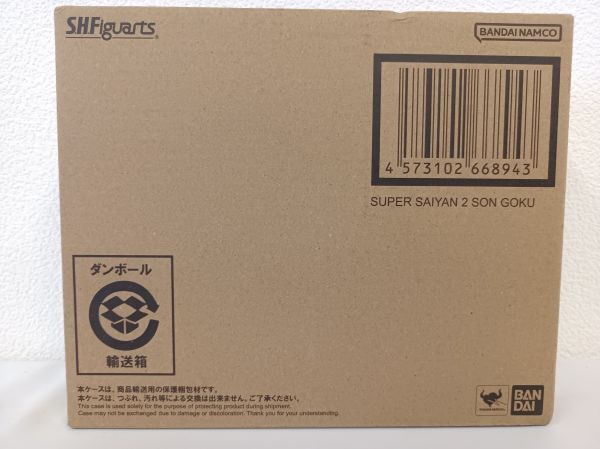 S.H.Figuarts
BANDAI NAMCO
4 573102 668943
SUPER SAIYAN 2 SON GOKU
ダンボール
輸送箱
本ケースは、商品輸送用の保護梱包材です。
本ケースは、つぶれ、汚れ等による交換は出来ません。ご了承ください。
This case is used solely for the purpose of protecting product during shipment.
Case may not be exchanged due to damage or discoloration. Thank you for your understanding.
BAN
DAI